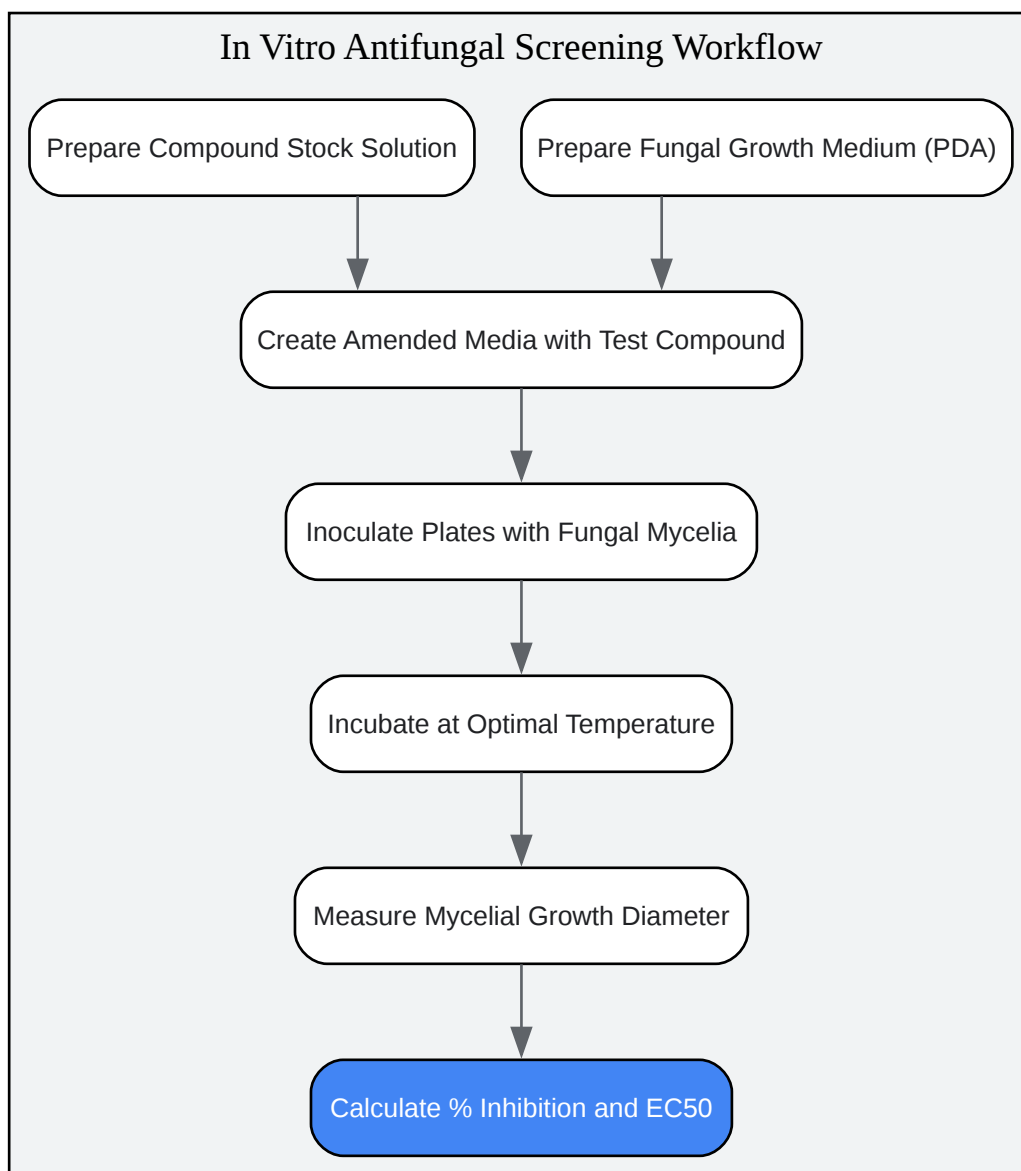 In Vitro Antifungal Screening Workflow
Prepare Compound Stock Solution
Prepare Fungal Growth Medium (PDA)
Create Amended Media with Test Compound
Inoculate Plates with Fungal Mycelia
Incubate at Optimal Temperature
Measure Mycelial Growth Diameter
Calculate % Inhibition and EC50